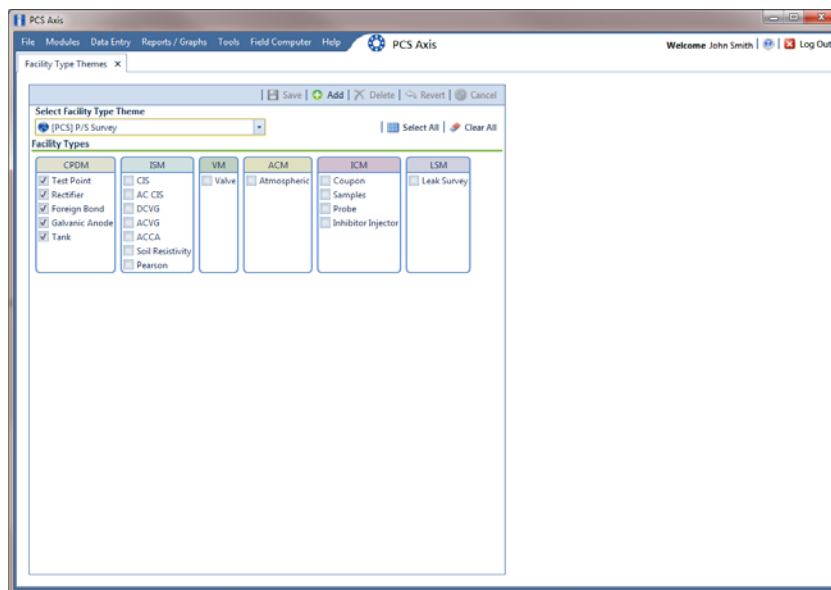 PCS Axis
File Modules Data Entry Reports / Graphs Tools Field Computer Help PCS Axis Welcome John Smith Log Out
Facility Type Themes
Save Add Delete Revert Cancel
Select Facility Type Theme
[PCS] P/S Survey Select All Clear All
Facility Types
CPDM
Test Point
Rectifier
Foreign Bond
Galvanic Anode
Tank
ISM
CIS
AC CIS
DCVG
ACVG
ACCA
Soil Resistivity
Pearson
VM
Valve
ACM
Atmospheric
ICM
Coupon
Samples
Probe
Inhibitor Injector
LSM
Leak Survey